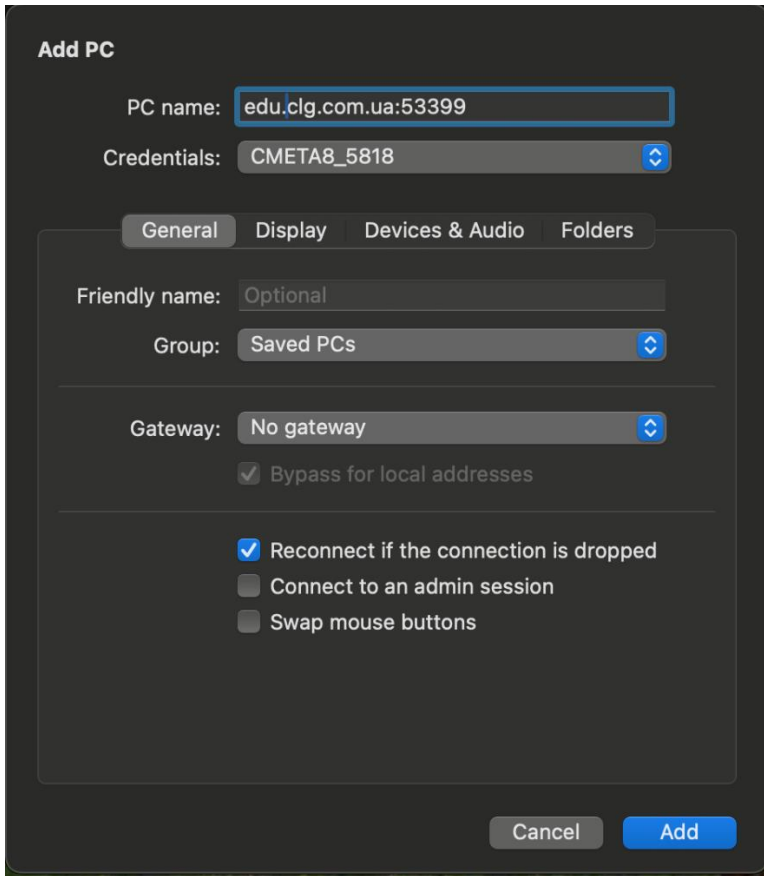 Add PC
PC name: edu.clg.com.ua:53399
Credentials: CMETA8_5818
General Display Devices & Audio Folders
Friendly name: Optional
Group: Saved PCs
Gateway: No gateway
Bypass for local addresses
Reconnect if the connection is dropped
Connect to an admin session
Swap mouse buttons
Cancel Add